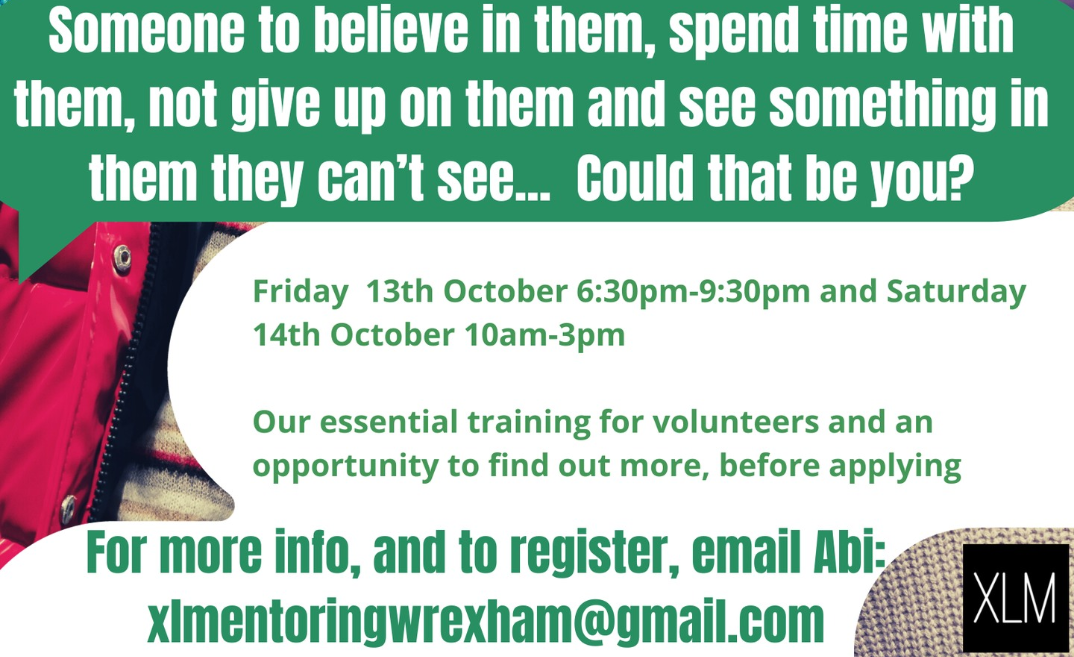 Someone to believe in them, spend time with
them, not give up on them and see something in
them they can't see... Could that be you?
Friday 13th October 6:30pm-9:30pm and Saturday
14th October 10am-3pm
Our essential training for volunteers and an
opportunity to find out more, before applying
For more info, and to register, email Abi:
xlmentoringwrexham@gmail.com
XLM